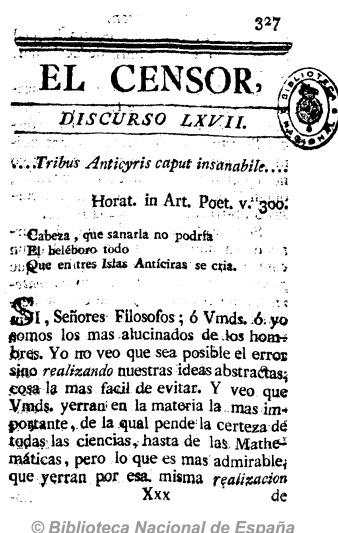 327
EL CENSOR,
DISCURSO LXVII.
....Tribus Anticyris caput insanabile....
Horat. in Art. Poet. v. 300.
Cabeza, que sanarla no podria
El heléboro todo
Que en tres Islas Antíciras se cria.
SI, Señores Filosofos; ó Vmds. ó yo
somos los mas alucinados de los hom-
bres. Yo no veo que sea posible el error
sino realizando nuestras ideas abstractas;
cosa la mas facil de evitar. Y veo que
Vmds. yerran en la materia la mas im-
portante, de la qual pende la certeza de
todas las ciencias, hasta de las Mathe-
máticas, pero lo que es mas admirable,
que yerran por esa misma realizacion
Xxx de
BIBLIOTECA NACIONAL
© Biblioteca Nacional de España